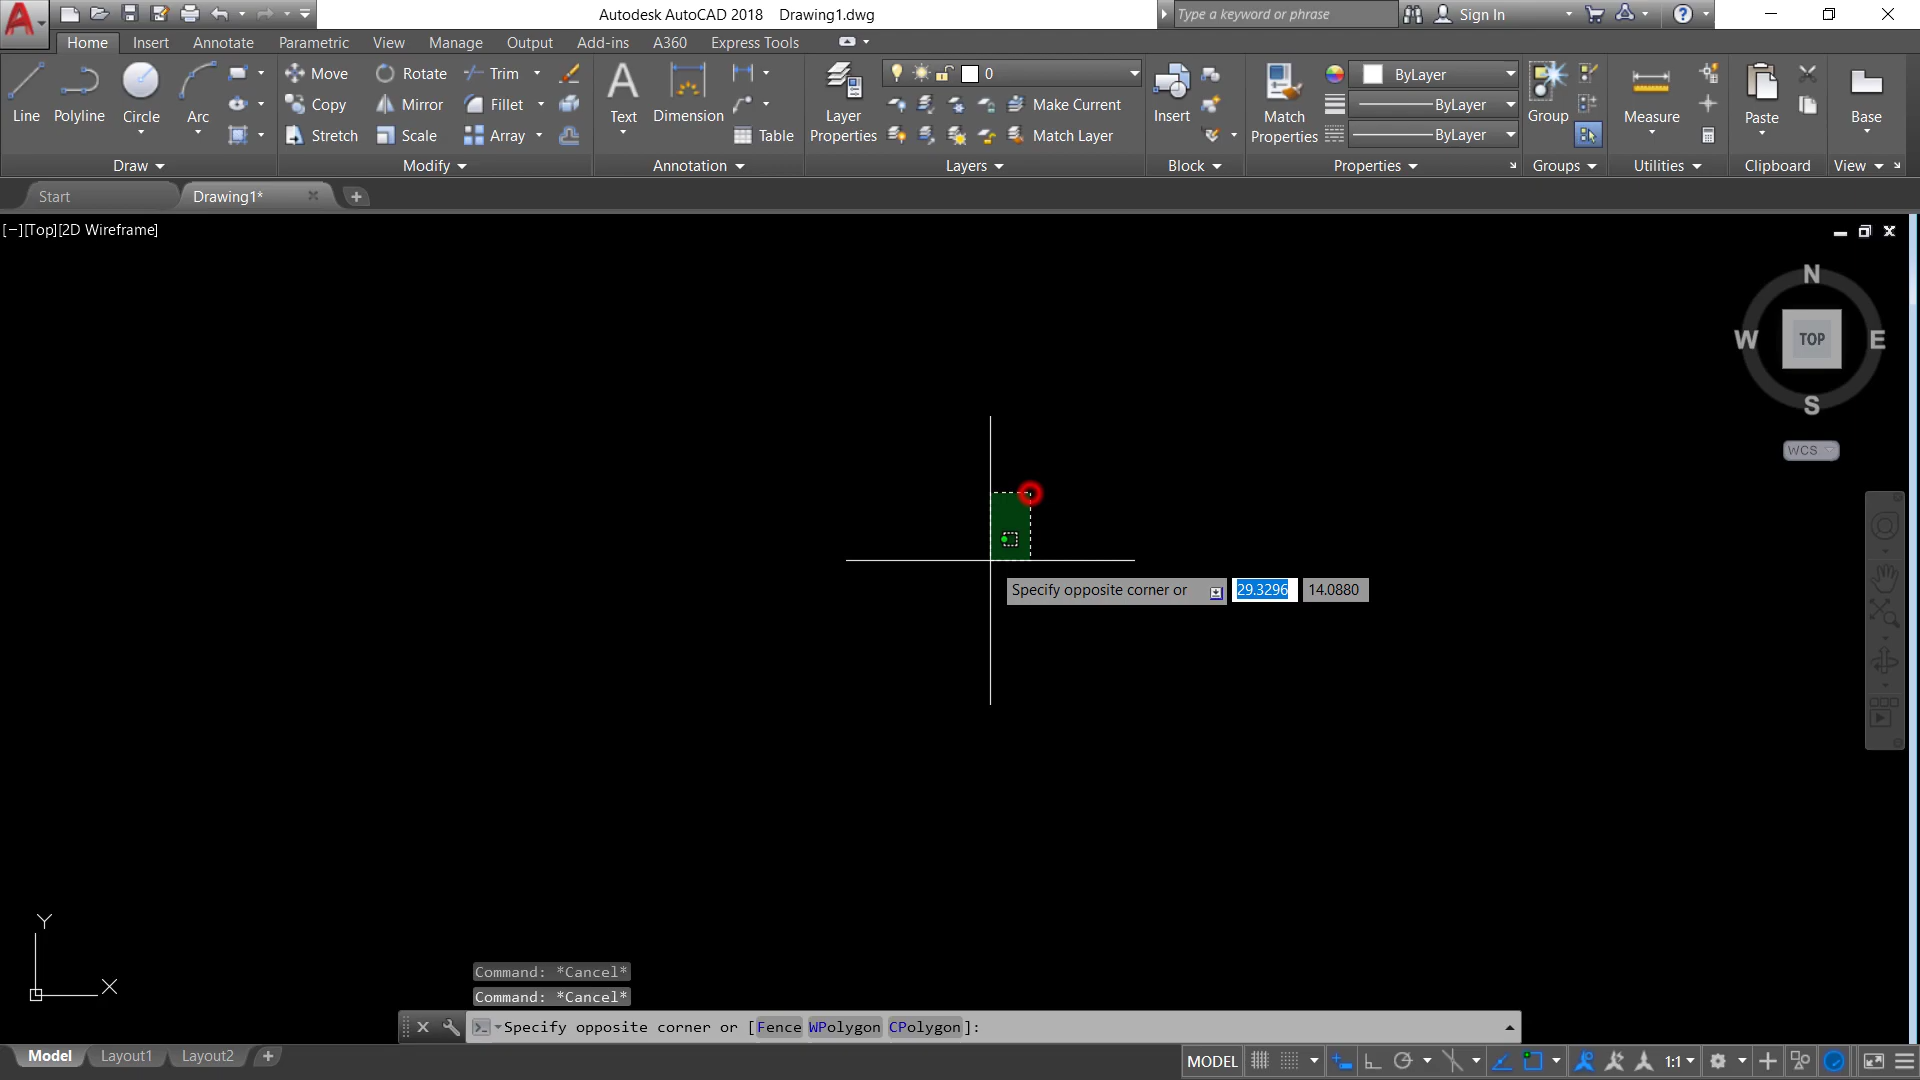 Autodesk AutoCAD 2018 Drawing1.dwg
Type a keyword or phrase
Sign In
Home Insert Annotate Parametric View Manage Output Add-ins A360 Express Tools
Line Polyline Circle Arc
Move Rotate Trim
Copy Mirror Fillet
Stretch Scale Array
Text Dimension Table
Layer Properties
0
Make Current
Match Layer
Insert
Match Properties
ByLayer
ByLayer
ByLayer
Group
Measure
Paste
Base
Draw Modify Annotation Layers Block Properties Groups Utilities Clipboard View
Start Drawing1*
[−][Top][2D Wireframe]
N
W TOP E
S
WCS
Specify opposite corner or 29.3296 14.0880
Y
X
Command: *Cancel*
Command: *Cancel*
Specify opposite corner or [Fence WPolygon CPolygon]:
Model Layout1 Layout2
MODEL 1:1